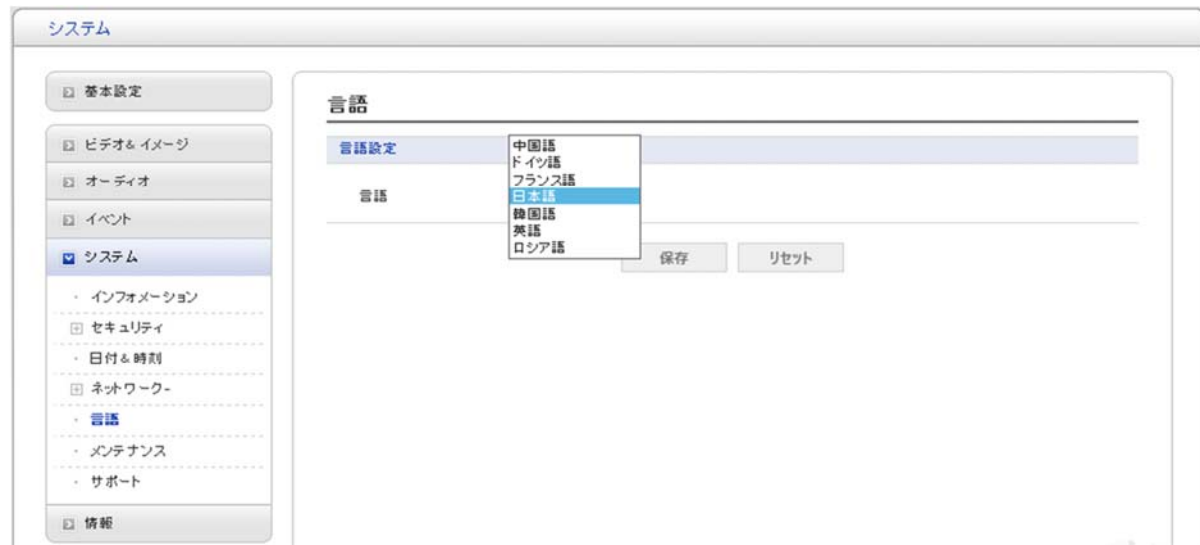 システム
基本設定
ビデオ& イメージ
オーディオ
イベント
システム
・ インフォメーション
セキュリティ
・ 日付& 時刻
ネットワーク-
・ 言語
・ メンテナンス
・ サポート
情報
言語
言語設定
言語
中国語
ドイツ語
フランス語
日本語
韓国語
英語
ロシア語
保存
リセット